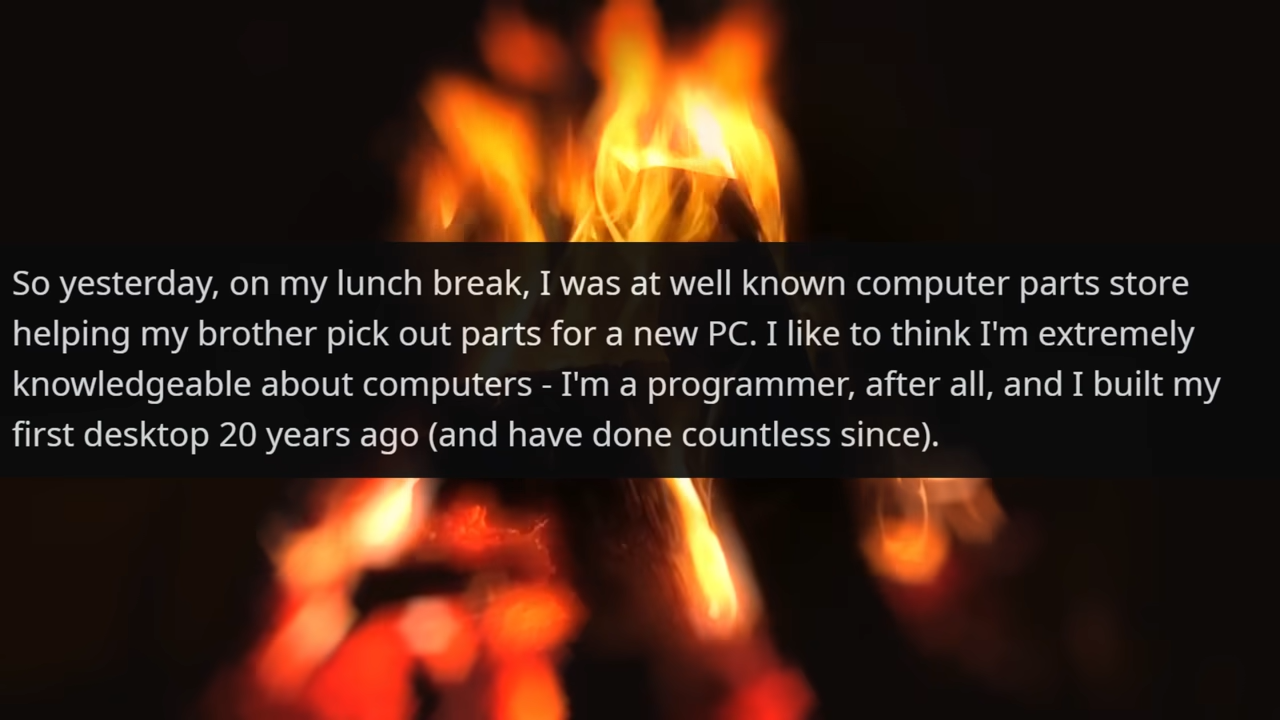 So yesterday, on my lunch break, I was at well known computer parts store
helping my brother pick out parts for a new PC. I like to think I'm extremely
knowledgeable about computers - I'm a programmer, after all, and I built my
first desktop 20 years ago (and have done countless since).